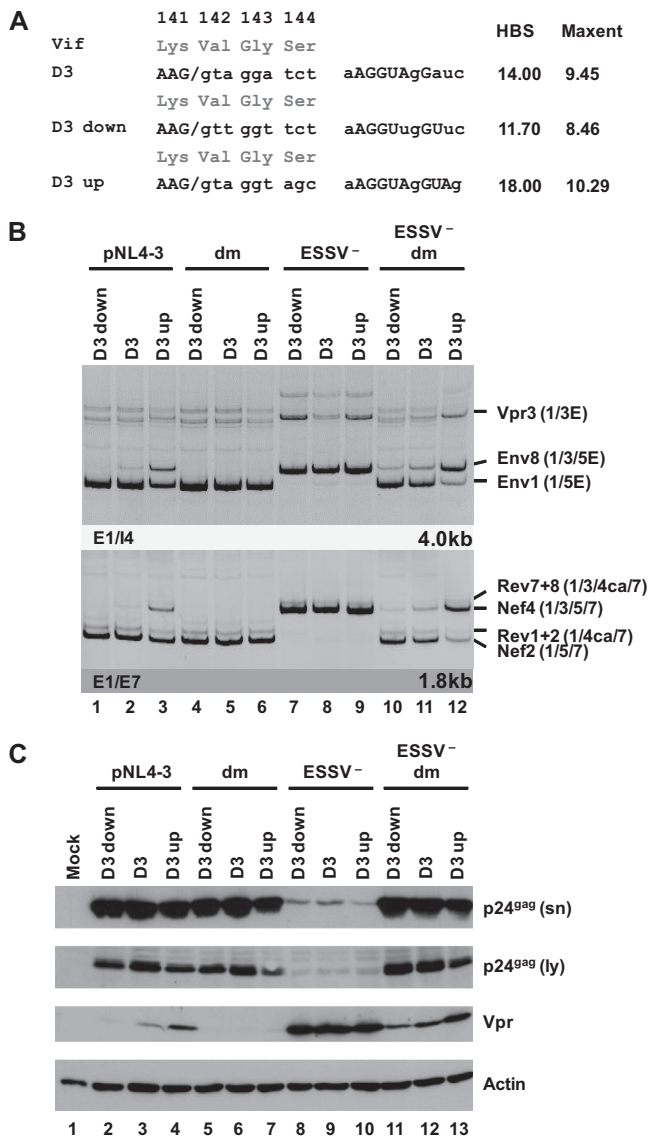 A
141 142 143 144
HBS Maxent
Vif Lys Val Gly Ser
D3 AAG/gta gga tct aAGGUAgGauc 14.00 9.45
Lys Val Gly Ser
D3 down AAG/gtt ggt tct aAGGUugGUuc 11.70 8.46
Lys Val Gly Ser
D3 up AAG/gta ggt agc aAGGUAgGUAg 18.00 10.29
B
ESSV⁻
pNL4-3 dm ESSV⁻ dm
D3 down D3 D3 up D3 down D3 D3 up D3 down D3 D3 up D3 down D3 D3 up
Vpr3 (1/3E)
Env8 (1/3/5E)
Env1 (1/5E)
E1/I4 4.0kb
Rev7+8 (1/3/4ca/7)
Nef4 (1/3/5/7)
Rev1+2 (1/4ca/7)
Nef2 (1/5/7)
E1/E7 1.8kb
1 2 3 4 5 6 7 8 9 10 11 12
C
ESSV⁻
pNL4-3 dm ESSV⁻ dm
Mock D3 down D3 D3 up D3 down D3 D3 up D3 down D3 D3 up D3 down D3 D3 up
p24gag (sn)
p24gag (ly)
Vpr
Actin
1 2 3 4 5 6 7 8 9 10 11 12 13